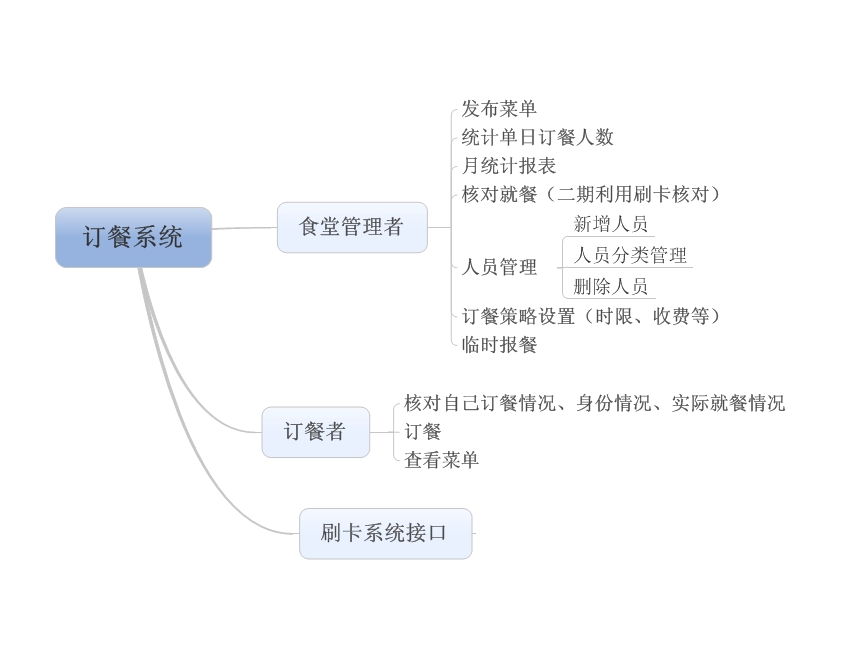 订餐系统
食堂管理者
发布菜单
统计单日订餐人数
月统计报表
核对就餐（二期利用刷卡核对）
人员管理
新增人员
人员分类管理
删除人员
订餐策略设置（时限、收费等）
临时报餐
订餐者
核对自己订餐情况、身份情况、实际就餐情况
订餐
查看菜单
刷卡系统接口